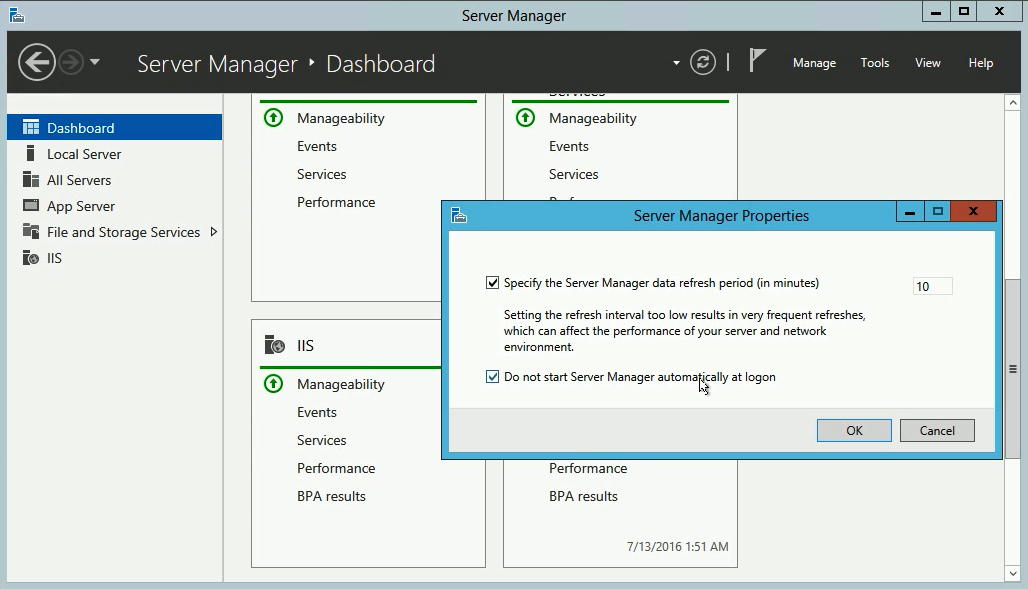 Server Manager
Server Manager • Dashboard
Manage Tools View Help
Dashboard
Local Server
All Servers
App Server
File and Storage Services
IIS
Manageability
Events
Services
Performance
Services
Manageability
Events
Services
IIS
Manageability
Events
Services
Performance
BPA results
Performance
BPA results
7/13/2016 1:51 AM
Server Manager Properties
Specify the Server Manager data refresh period (in minutes) 10
Setting the refresh interval too low results in very frequent refreshes,
which can affect the performance of your server and network
environment.
Do not start Server Manager automatically at logon
OK Cancel